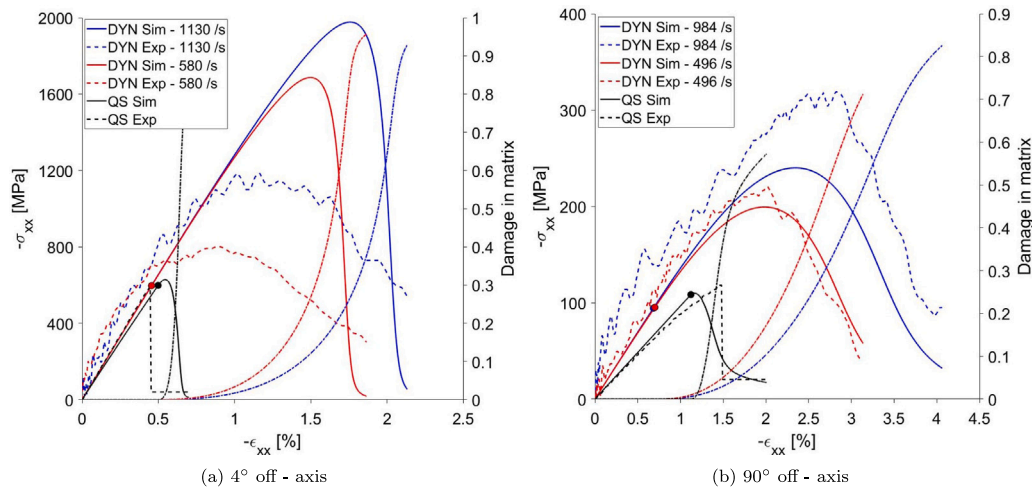 2000
1600
1200
800
400
0
-σxx [MPa]
DYN Sim - 1130 /s
DYN Exp - 1130 /s
DYN Sim - 580 /s
DYN Exp - 580 /s
QS Sim
QS Exp
1
0.9
0.8
0.7
0.6
0.5
0.4
0.3
0.2
0.1
0
Damage in matrix
0 0.5 1 1.5 2 2.5
-ϵxx [%]
(a) 4° off - axis
400
300
200
100
0
-σxx [MPa]
DYN Sim - 984 /s
DYN Exp - 984 /s
DYN Sim - 496 /s
DYN Exp - 496 /s
QS Sim
QS Exp
0.9
0.8
0.7
0.6
0.5
0.4
0.3
0.2
0.1
0
Damage in matrix
0 0.5 1 1.5 2 2.5 3 3.5 4 4.5
-ϵxx [%]
(b) 90° off - axis